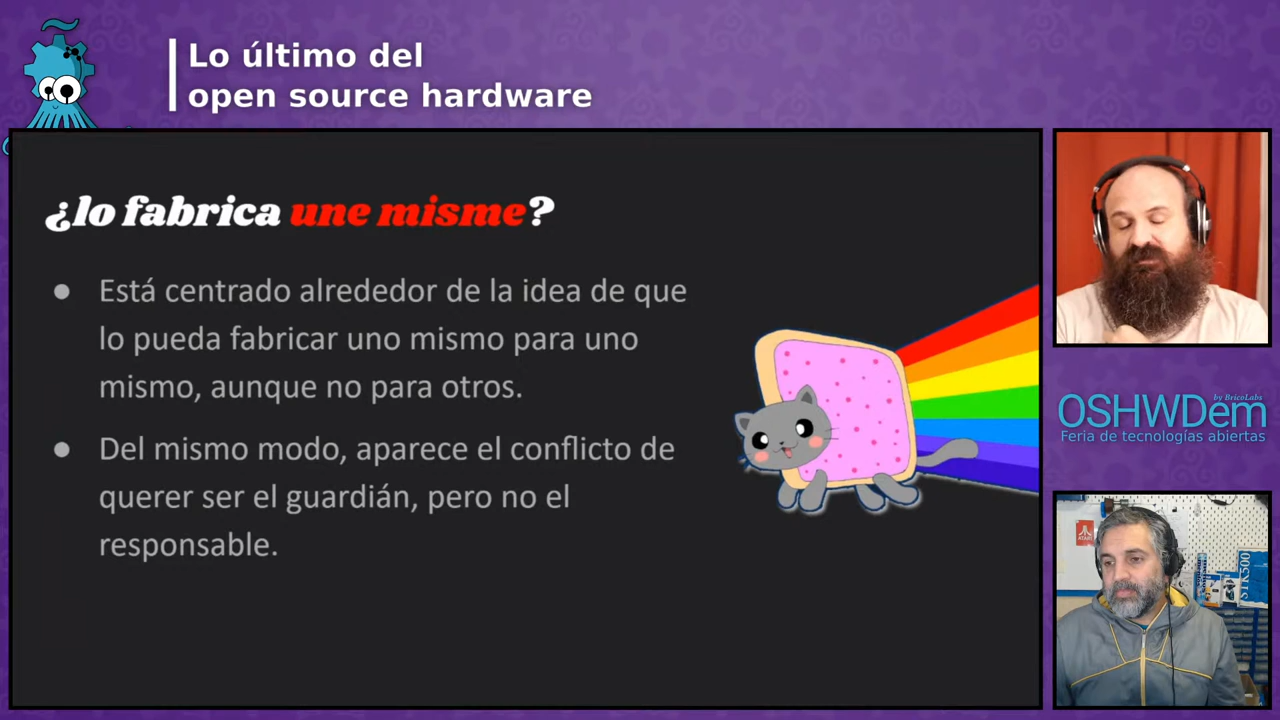 Lo último del
open source hardware
¿lo fabrica une misme?
● Está centrado alrededor de la idea de que
lo pueda fabricar uno mismo para uno
mismo, aunque no para otros.
● Del mismo modo, aparece el conflicto de
querer ser el guardián, pero no el
responsable.
by BricoLabs
OSHWDem
Feria de tecnologías abiertas
ATARI
STK500